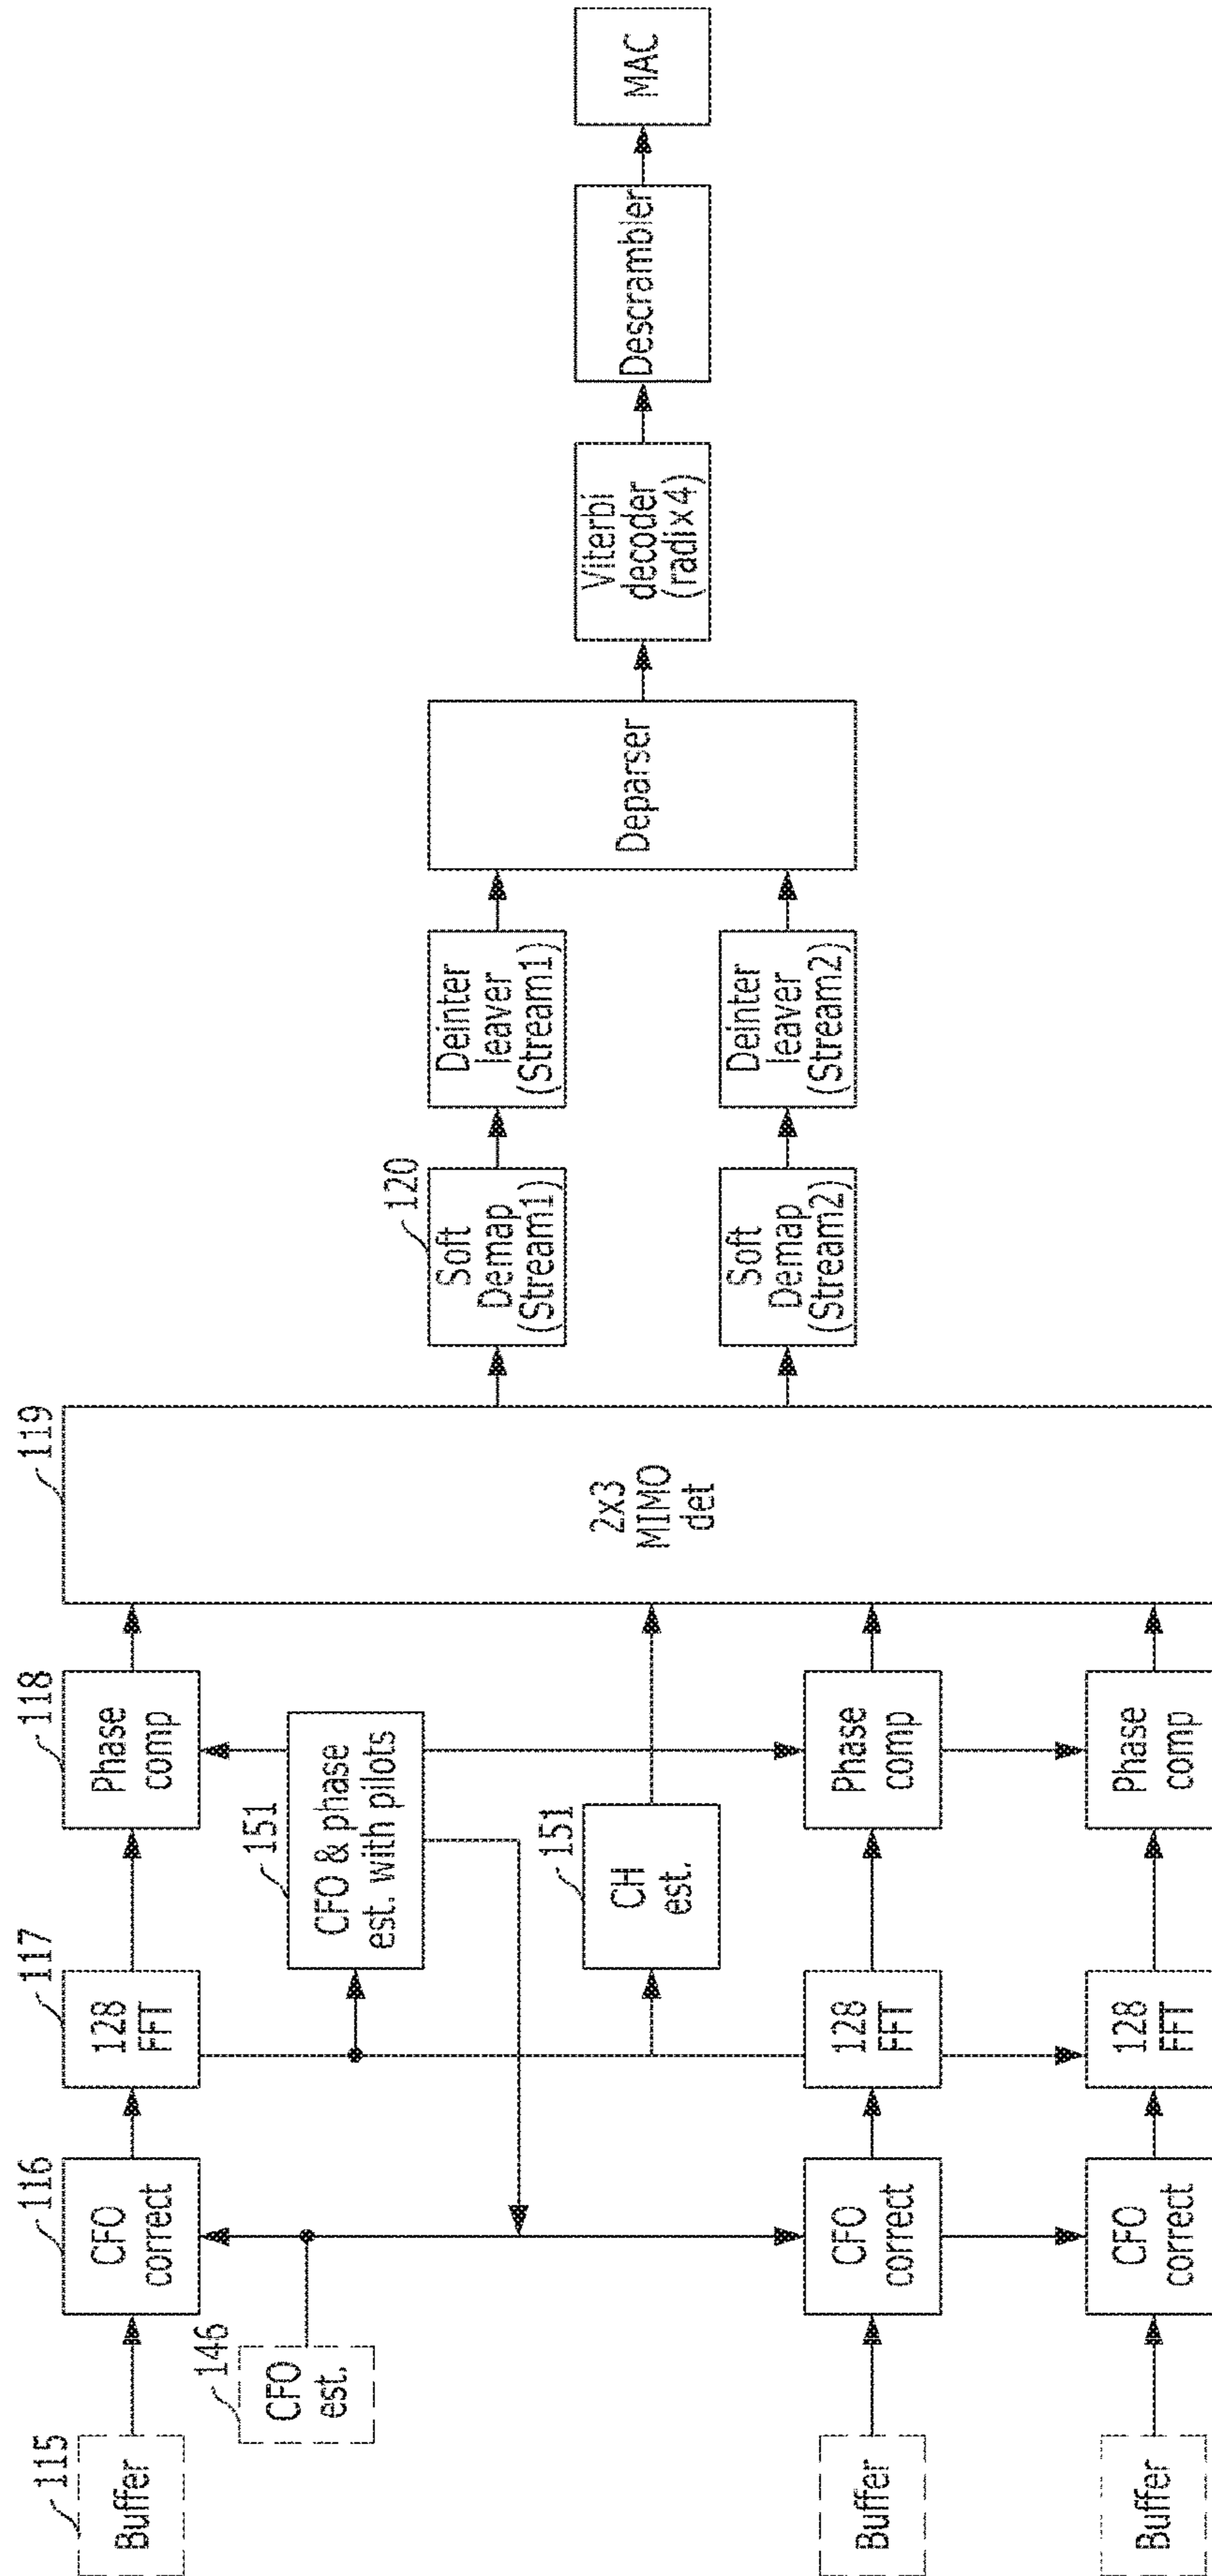 115
Buffer
146
CFO
est.
116
CFO
correct
117
128
FFT
118
Phase
comp
151
CFO & phase
est. with pilots
151
CH
est.
Buffer
CFO
correct
128
FFT
Phase
comp
Buffer
CFO
correct
128
FFT
Phase
comp
119
2x3
MIMO
det
120
Soft
Demap
(Stream1)
Deinter
leaver
(Stream1)
Soft
Demap
(Stream2)
Deinter
leaver
(Stream2)
Deparser
Viterbi
decoder
(radix4)
Descrambler
MAC